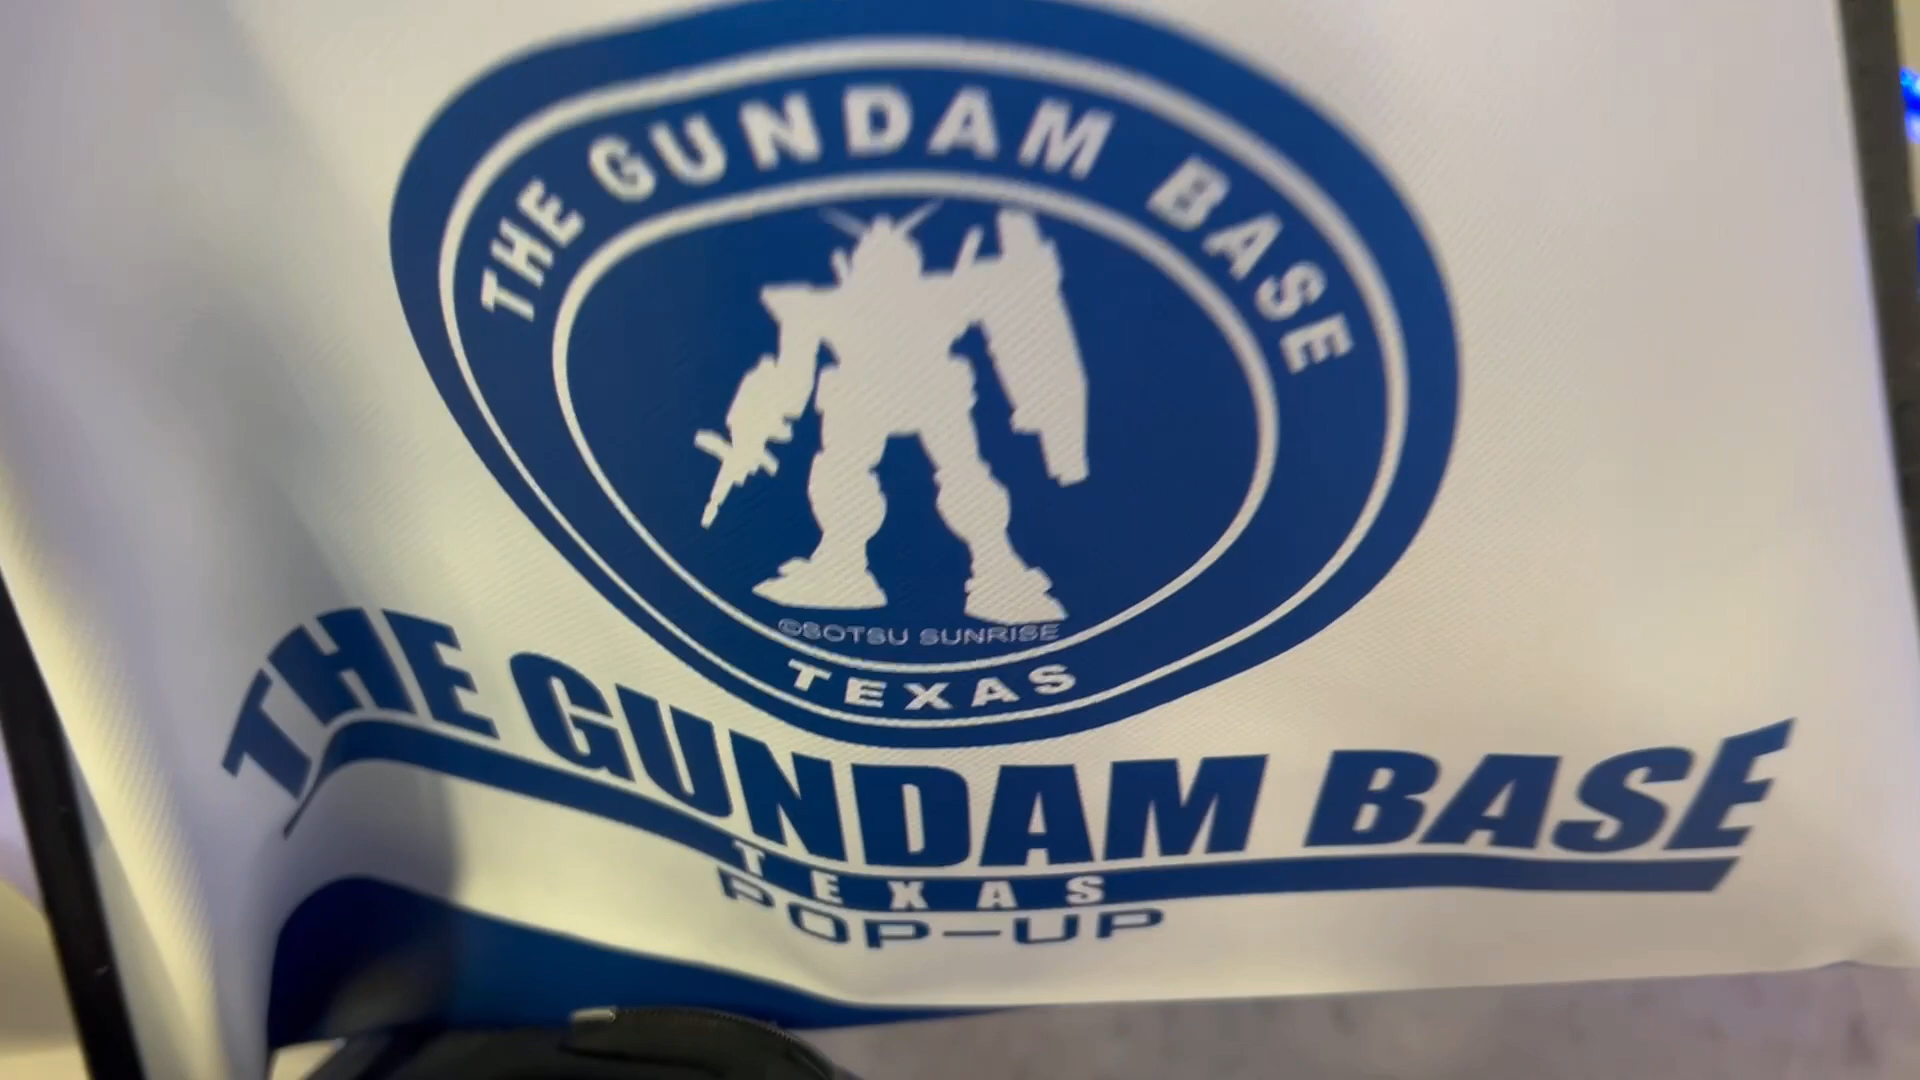 THE GUNDAM BASE
©SOTSU SUNRISE
TEXAS
THE GUNDAM BASE
TEXAS
POP-UP